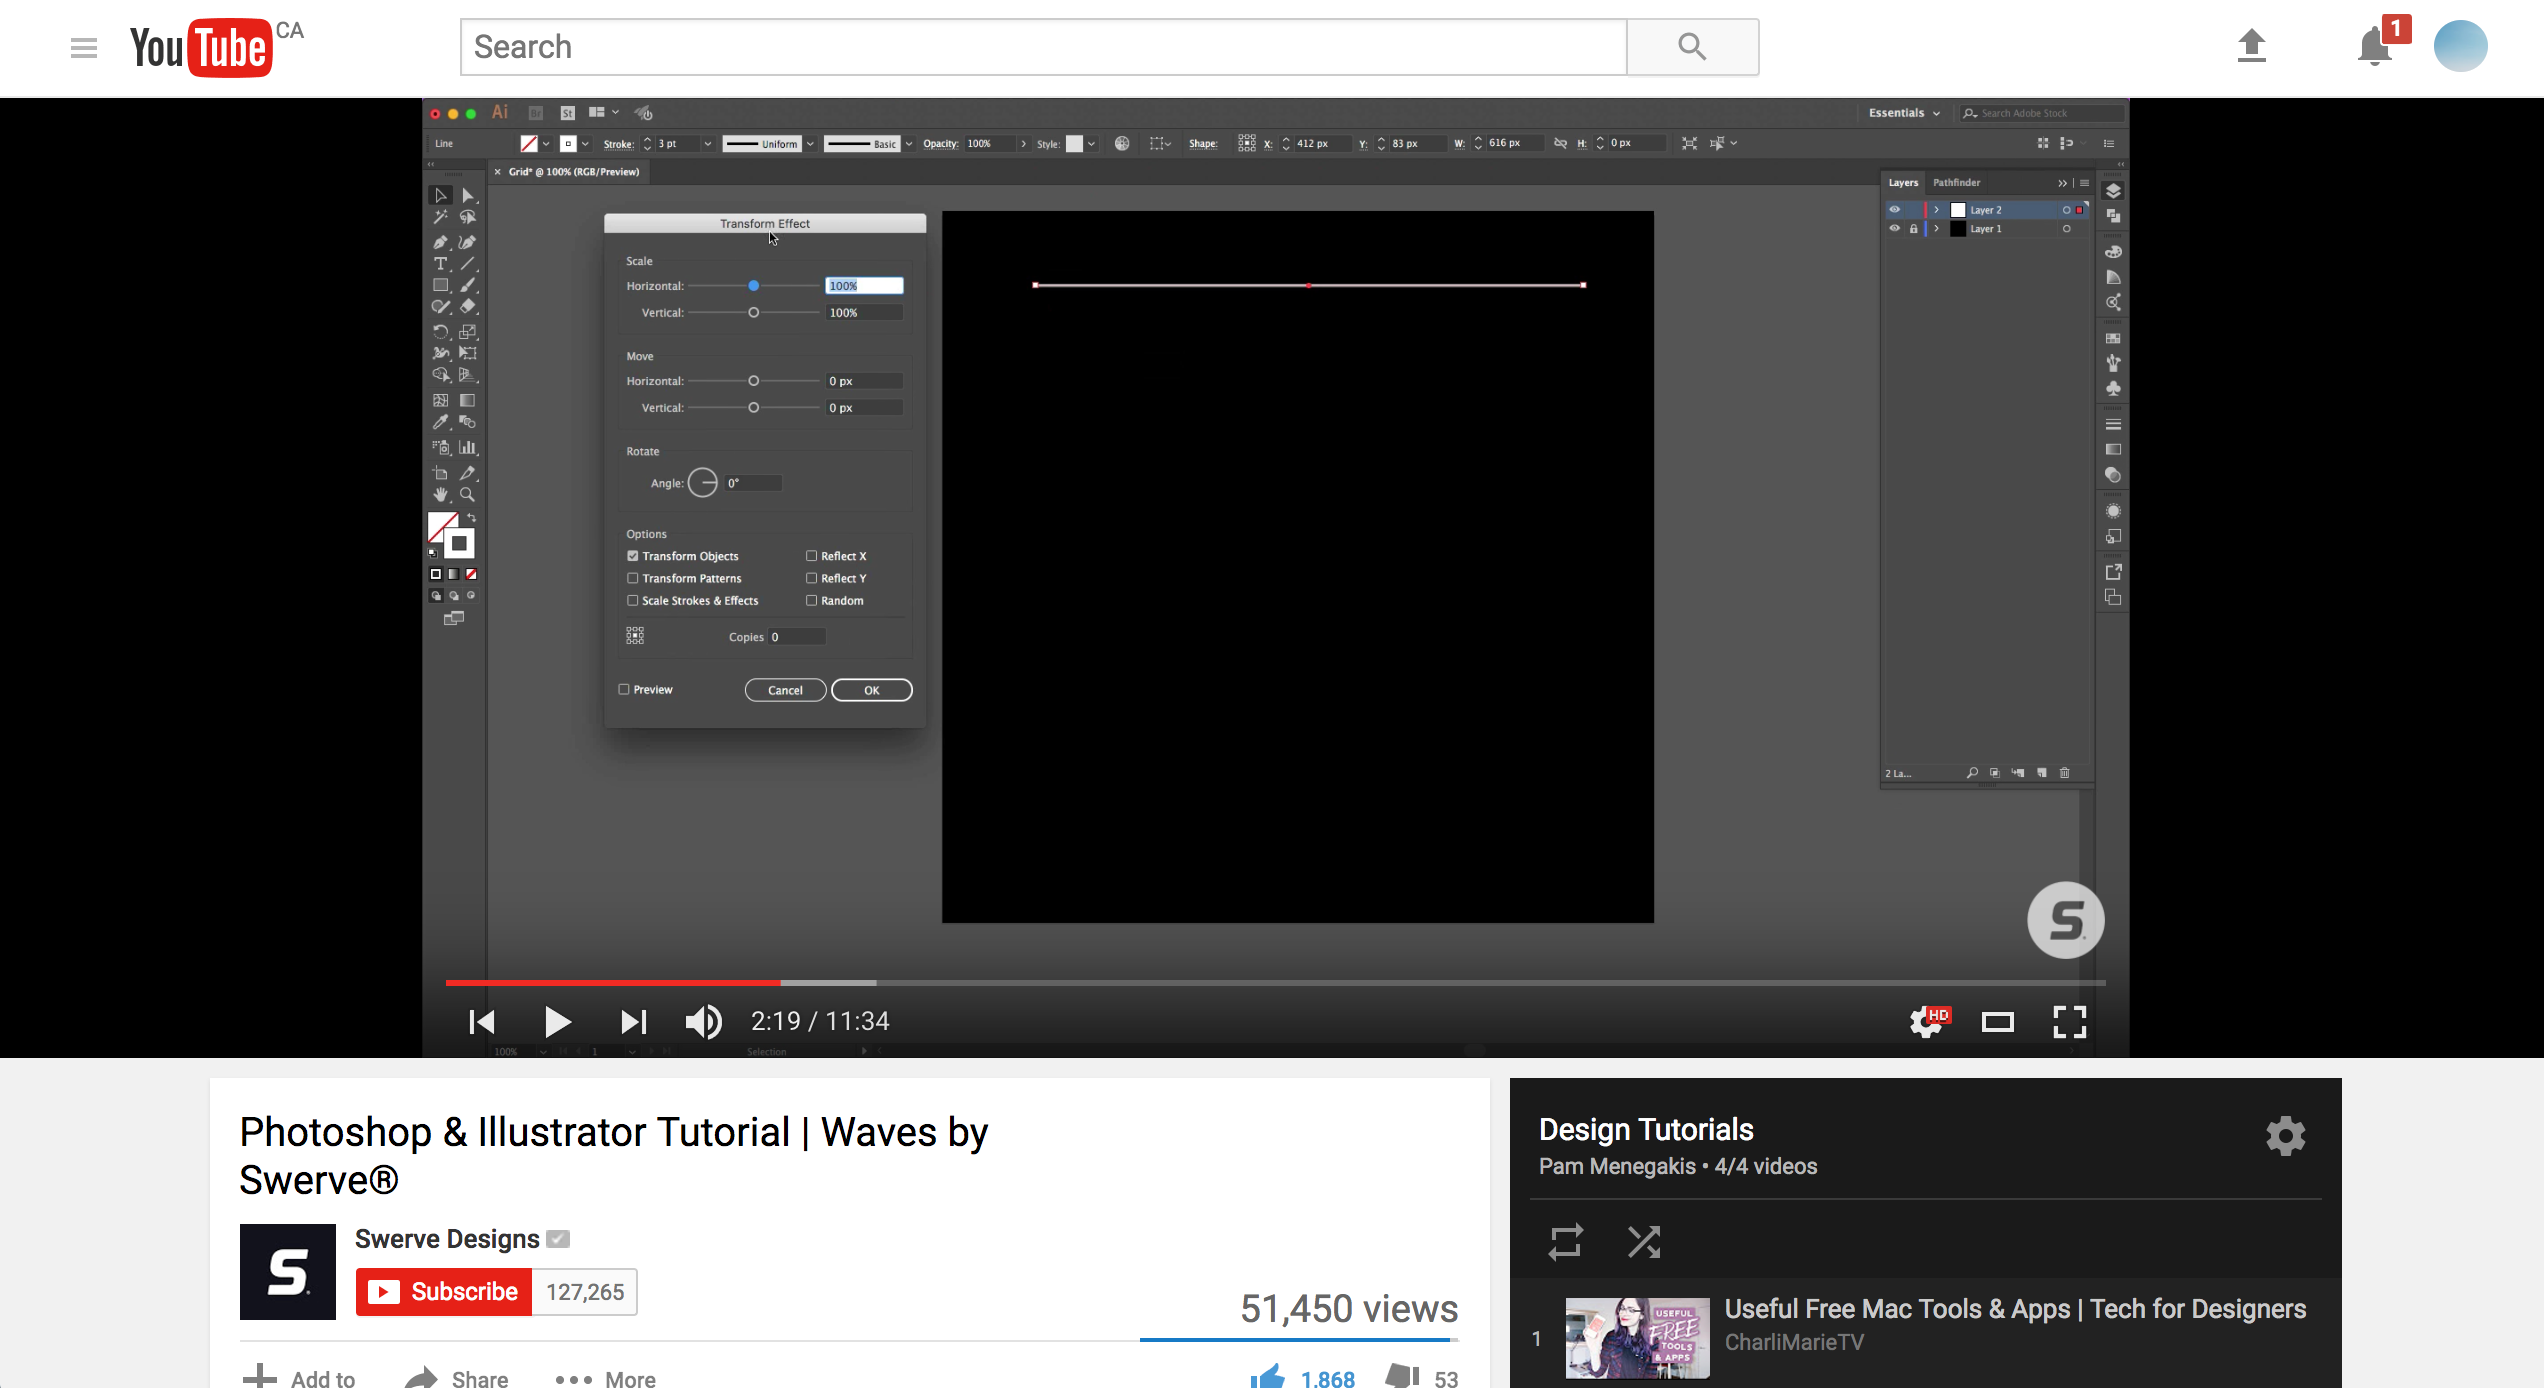 YouTube CA
Search
1
Ai Br St
Essentials
Search Adobe Stock
Line Stroke: 3 pt Uniform Basic Opacity: 100% Style: Shape: X: 412 px Y: 83 px W: 616 px H: 0 px
× Grid* @ 100% (RGB/Preview)
Layers Pathfinder
Layer 2
Layer 1
Transform Effect
Scale
Horizontal: 100%
Vertical: 100%
Move
Horizontal: 0 px
Vertical: 0 px
Rotate
Angle: 0°
Options
Transform Objects Reflect X
Transform Patterns Reflect Y
Scale Strokes & Effects Random
Copies 0
Preview Cancel OK
2 La...
S
2:19 / 11:34
HD
100% 1 Selection
Photoshop & Illustrator Tutorial | Waves by
Swerve®
S
Swerve Designs
Subscribe 127,265
51,450 views
Add to Share More 1,868 53
Design Tutorials
Pam Menegakis • 4/4 videos
1
USEFUL
FREE
TOOLS
& APPS
Useful Free Mac Tools & Apps | Tech for Designers
CharliMarieTV